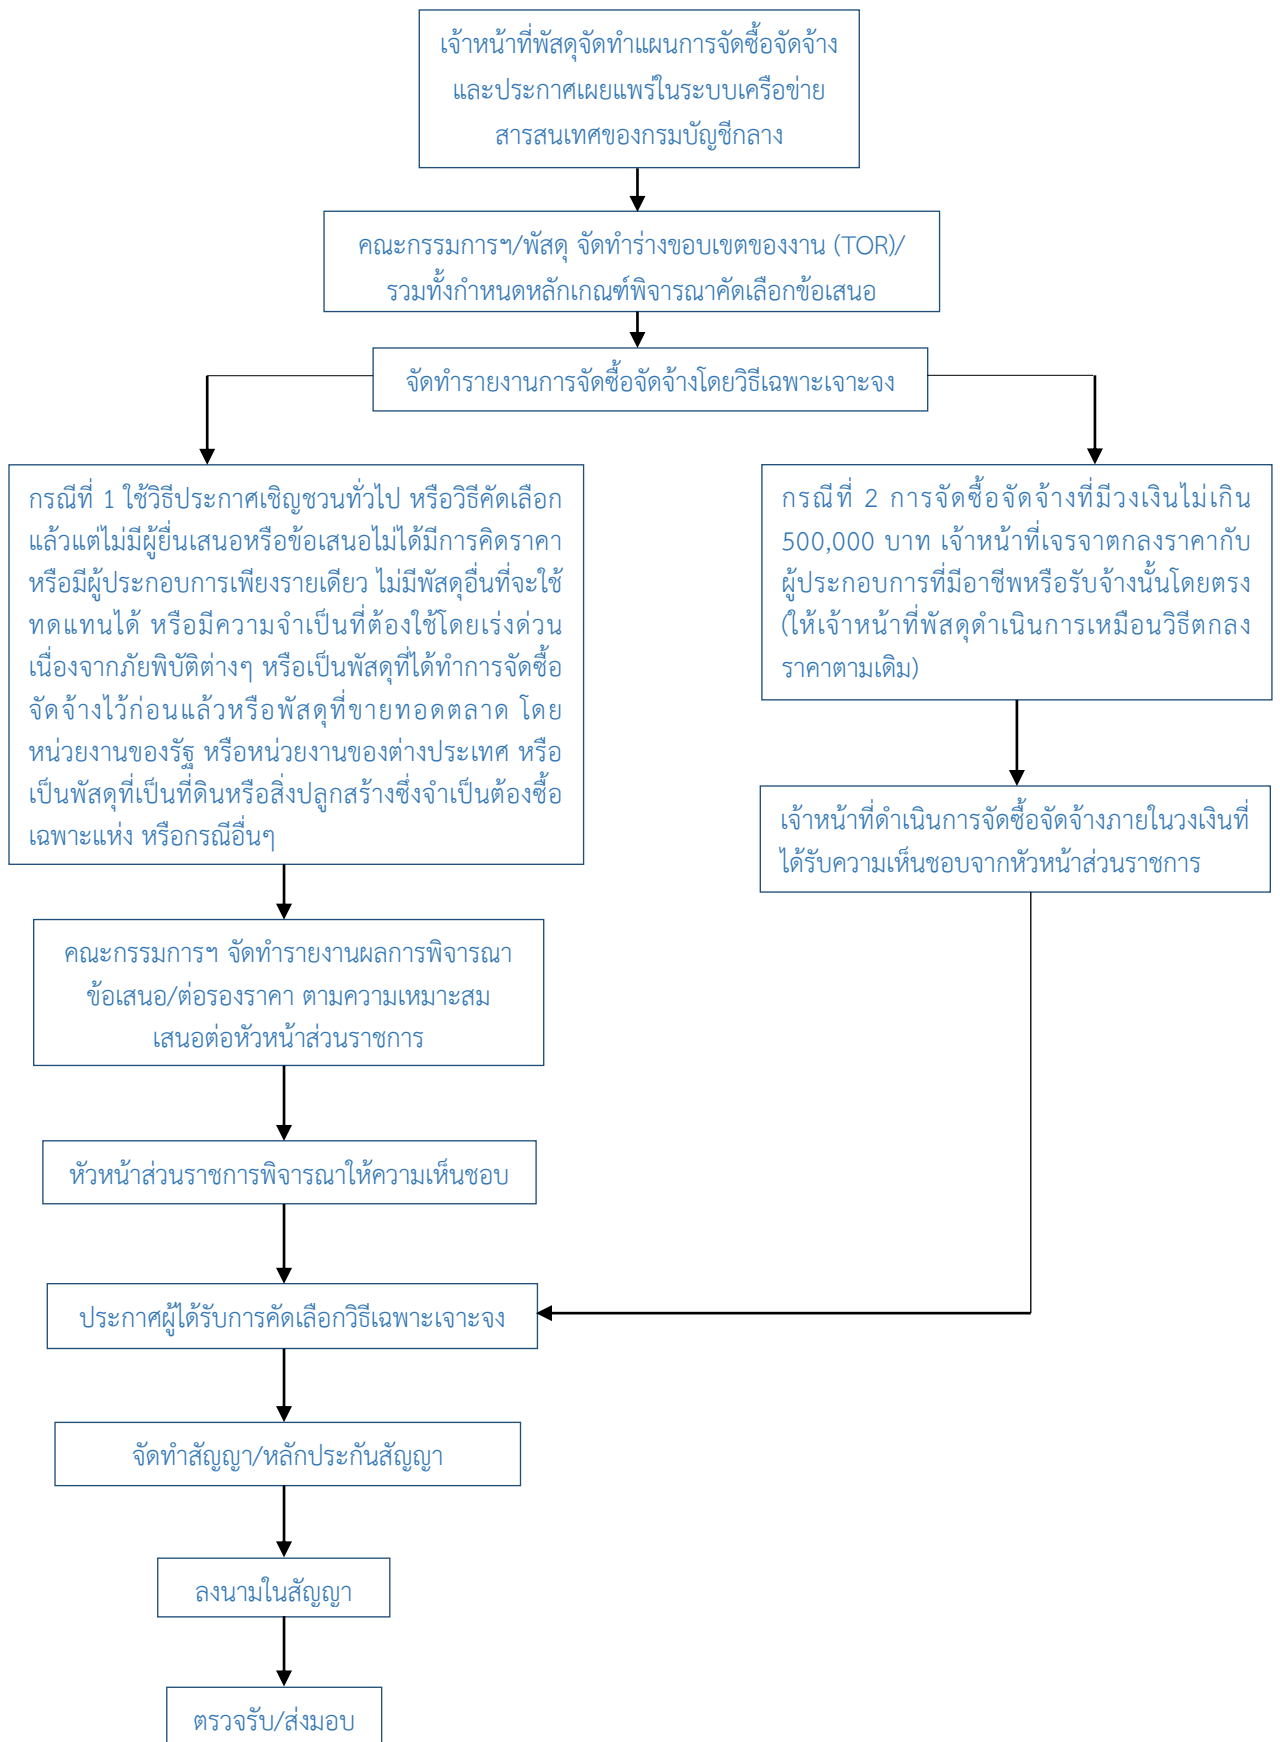 เจ้าหน้าที่พัสดุจัดทำแผนการจัดซื้อจัดจ้าง
และประกาศเผยแพร่ในระบบเครือข่าย
สารสนเทศของกรมบัญชีกลาง
คณะกรรมการฯ/พัสดุ จัดทำร่างขอบเขตของงาน (TOR)/
รวมทั้งกำหนดหลักเกณฑ์พิจารณาคัดเลือกข้อเสนอ
จัดทำรายงานการจัดซื้อจัดจ้างโดยวิธีเฉพาะเจาะจง
กรณีที่ 1 ใช้วิธีประกาศเชิญชวนทั่วไป หรือวิธีคัดเลือก
แล้วแต่ไม่มีผู้ยื่นเสนอหรือข้อเสนอไม่ได้มีการคิดราคา
หรือมีผู้ประกอบการเพียงรายเดียว ไม่มีพัสดุอื่นที่จะใช้
ทดแทนได้ หรือมีความจำเป็นที่ต้องใช้โดยเร่งด่วน
เนื่องจากภัยพิบัติต่างๆ หรือเป็นพัสดุที่ได้ทำการจัดซื้อ
จัดจ้างไว้ก่อนแล้วหรือพัสดุที่ขายทอดตลาด โดย
หน่วยงานของรัฐ หรือหน่วยงานของต่างประเทศ หรือ
เป็นพัสดุที่เป็นที่ดินหรือสิ่งปลูกสร้างซึ่งจำเป็นต้องซื้อ
เฉพาะแห่ง หรือกรณีอื่นๆ
กรณีที่ 2 การจัดซื้อจัดจ้างที่มีวงเงินไม่เกิน
500,000 บาท เจ้าหน้าที่เจรจาตกลงราคากับ
ผู้ประกอบการที่มีอาชีพหรือรับจ้างนั้นโดยตรง
(ให้เจ้าหน้าที่พัสดุดำเนินการเหมือนวิธีตกลง
ราคาตามเดิม)
เจ้าหน้าที่ดำเนินการจัดซื้อจัดจ้างภายในวงเงินที่
ได้รับความเห็นชอบจากหัวหน้าส่วนราชการ
คณะกรรมการฯ จัดทำรายงานผลการพิจารณา
ข้อเสนอ/ต่อรองราคา ตามความเหมาะสม
เสนอต่อหัวหน้าส่วนราชการ
หัวหน้าส่วนราชการพิจารณาให้ความเห็นชอบ
ประกาศผู้ได้รับการคัดเลือกวิธีเฉพาะเจาะจง
จัดทำสัญญา/หลักประกันสัญญา
ลงนามในสัญญา
ตรวจรับ/ส่งมอบ